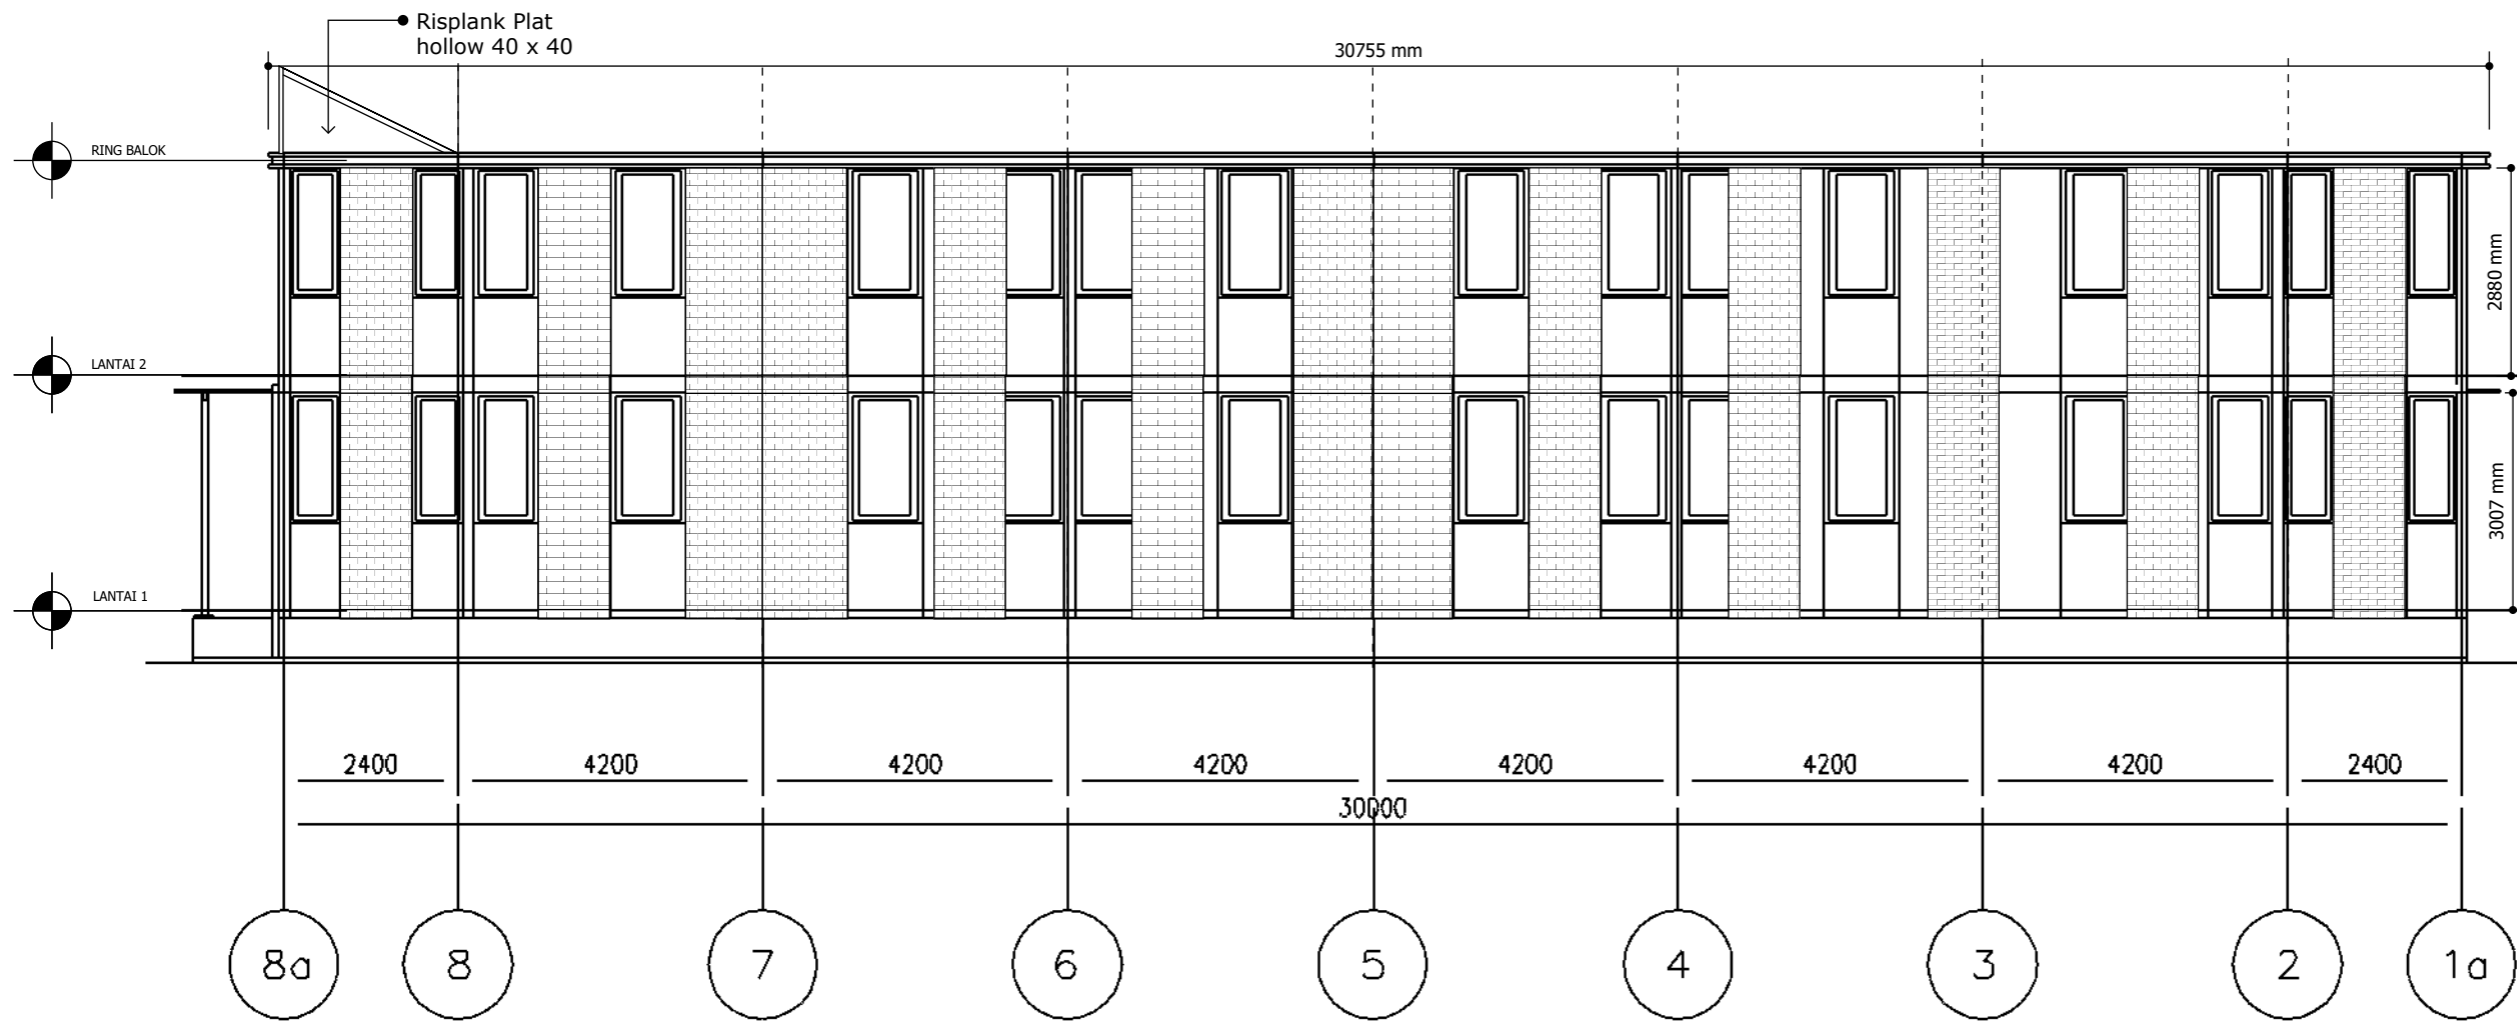 Risplank Plat
hollow 40 x 40
30755 mm
RING BALOK
2880 mm
LANTAI 2
3007 mm
LANTAI 1
2400 4200 4200 4200 4200 4200 4200 2400
30000
8a 8 7 6 5 4 3 2 1a